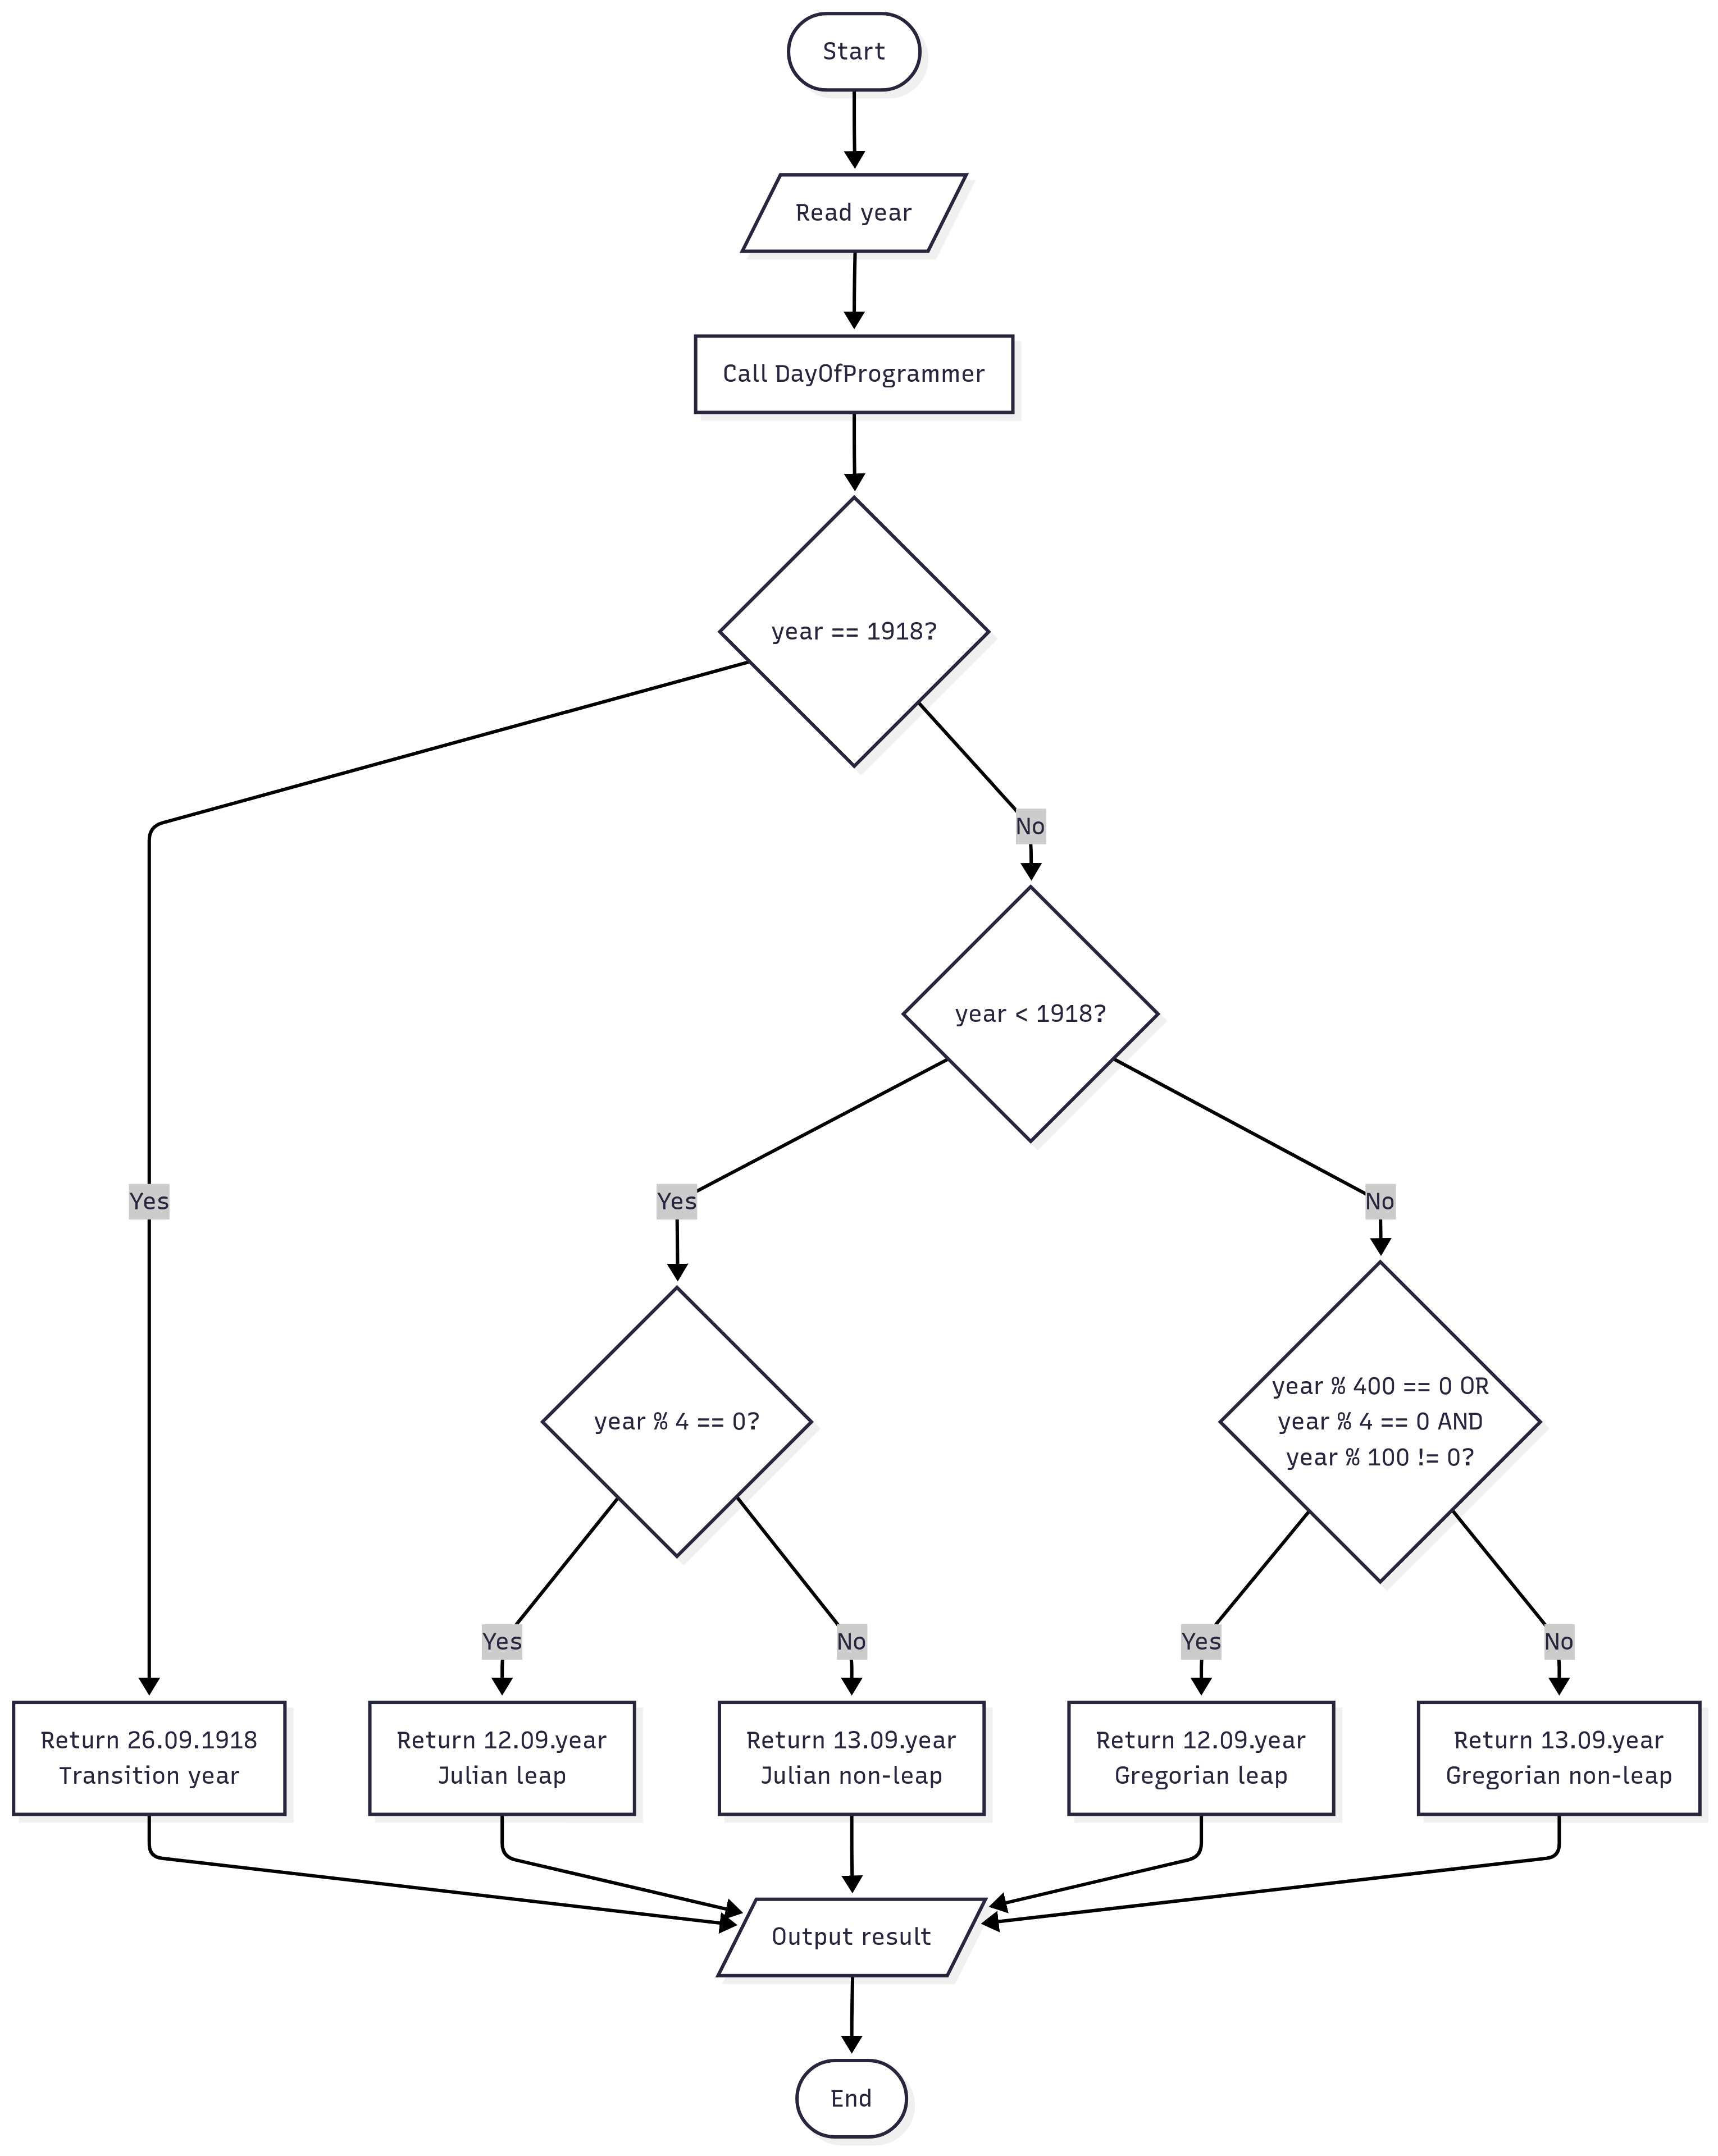 Start
Read year
Call DayOfProgrammer
year == 1918?
No
year < 1918?
Yes
Yes
No
year % 4 == 0?
year % 400 == 0 OR
year % 4 == 0 AND
year % 100 != 0?
Yes
No
Yes
No
Return 26.09.1918
Transition year
Return 12.09.year
Julian leap
Return 13.09.year
Julian non-leap
Return 12.09.year
Gregorian leap
Return 13.09.year
Gregorian non-leap
Output result
End